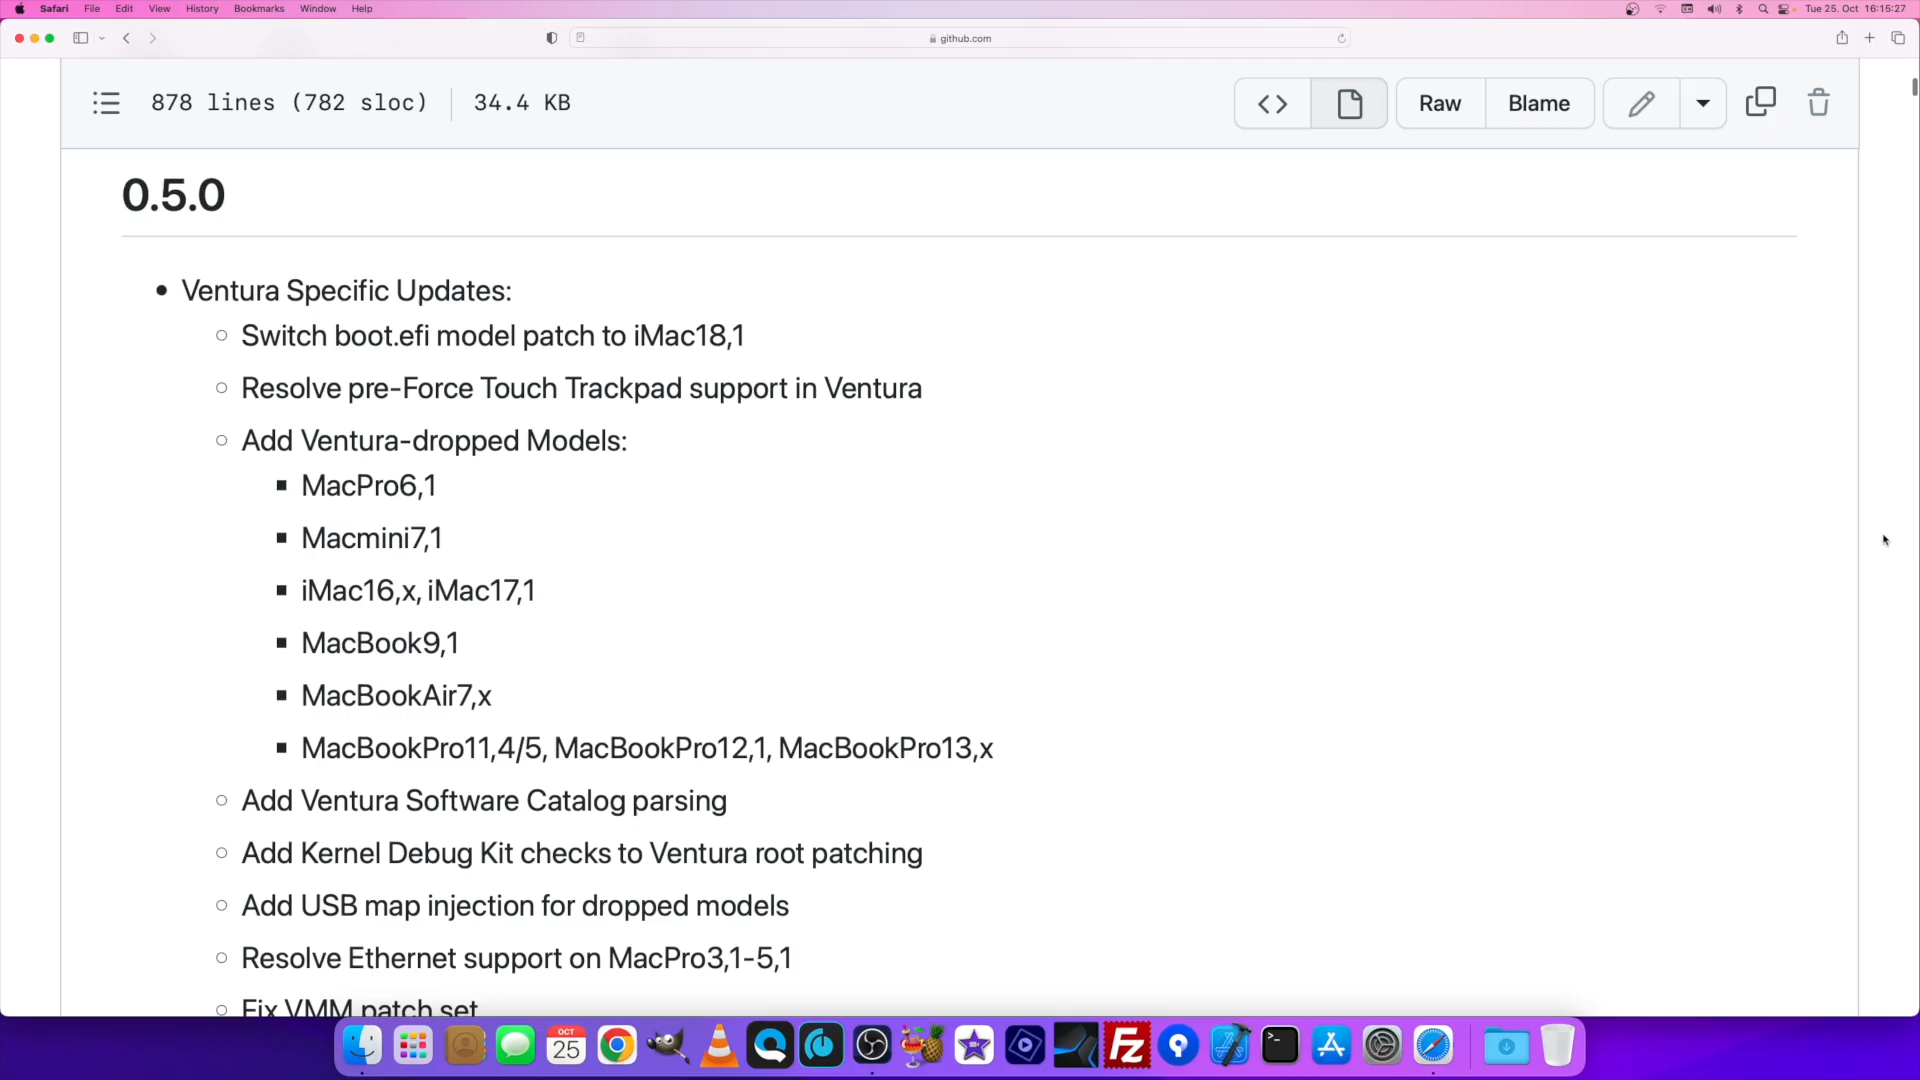 Safari File Edit View History Bookmarks Window Help Tue 25. Oct 16:15:27
github.com
878 lines (782 sloc) 34.4 KB Raw Blame
0.5.0
Ventura Specific Updates:
Switch boot.efi model patch to iMac18,1
Resolve pre-Force Touch Trackpad support in Ventura
Add Ventura-dropped Models:
MacPro6,1
Macmini7,1
iMac16,x, iMac17,1
MacBook9,1
MacBookAir7,x
MacBookPro11,4/5, MacBookPro12,1, MacBookPro13,x
Add Ventura Software Catalog parsing
Add Kernel Debug Kit checks to Ventura root patching
Add USB map injection for dropped models
Resolve Ethernet support on MacPro3,1-5,1
Fix VMM patch set
OCT
25
Fz